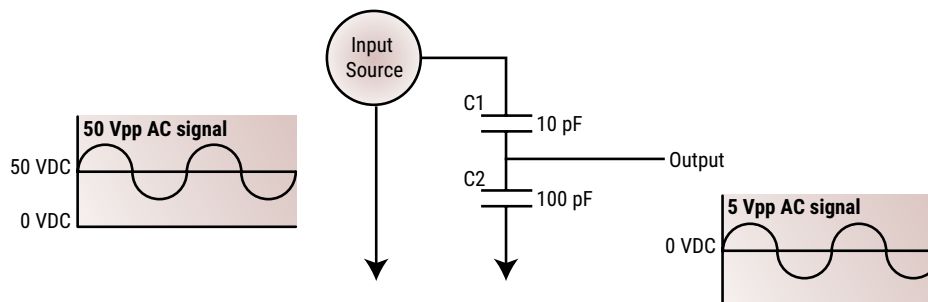 Input
Source
C1
10 pF
50 Vpp AC signal
50 VDC
0 VDC
Output
C2
100 pF
5 Vpp AC signal
0 VDC